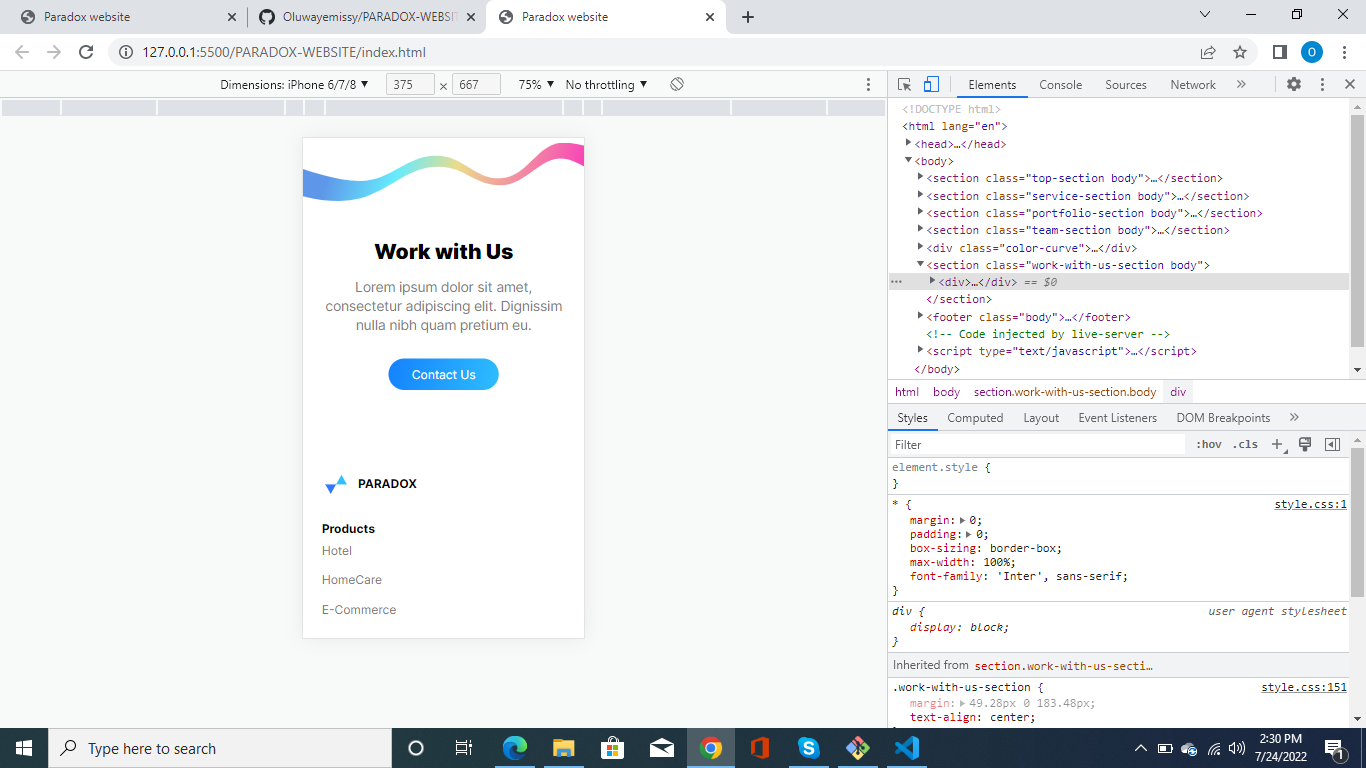 Paradox website
Oluwayemissy/PARADOX-WEBSIT
Paradox website
127.0.0.1:5500/PARADOX-WEBSITE/index.html
O
Dimensions: iPhone 6/7/8 ▼ 375 × 667 75% ▼ No throttling ▼
Work with Us
Lorem ipsum dolor sit amet,
consectetur adipiscing elit. Dignissim
nulla nibh quam pretium eu.
Contact Us
PARADOX
Products
Hotel
HomeCare
E-Commerce
Elements Console Sources Network »
<!DOCTYPE html>
<html lang="en">
<head>…</head>
<body>
<section class="top-section body">…</section>
<section class="service-section body">…</section>
<section class="portfolio-section body">…</section>
<section class="team-section body">…</section>
<div class="color-curve">…</div>
<section class="work-with-us-section body">
<div>…</div> == $0
</section>
<footer class="body">…</footer>
<!-- Code injected by live-server -->
<script type="text/javascript">…</script>
</body>
html body section.work-with-us-section.body div
Styles Computed Layout Event Listeners DOM Breakpoints »
Filter :hov .cls +
element.style {
}
* { style.css:1
margin: 0;
padding: 0;
box-sizing: border-box;
max-width: 100%;
font-family: 'Inter', sans-serif;
}
div { user agent stylesheet
display: block;
}
Inherited from section.work-with-us-secti…
.work-with-us-section { style.css:151
margin: 49.28px 0 183.48px;
text-align: center;
Type here to search
2:30 PM
7/24/2022
1